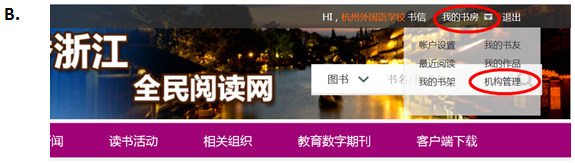 B.
HI，杭州外国语学校 书信 我的书房 退出
浙江
全民阅读网
帐户设置 我的书友
最近阅读 我的作品
我的书架 机构管理
图书 书名
闻 读书活动 相关组织 教育数字期刊 客户端下载